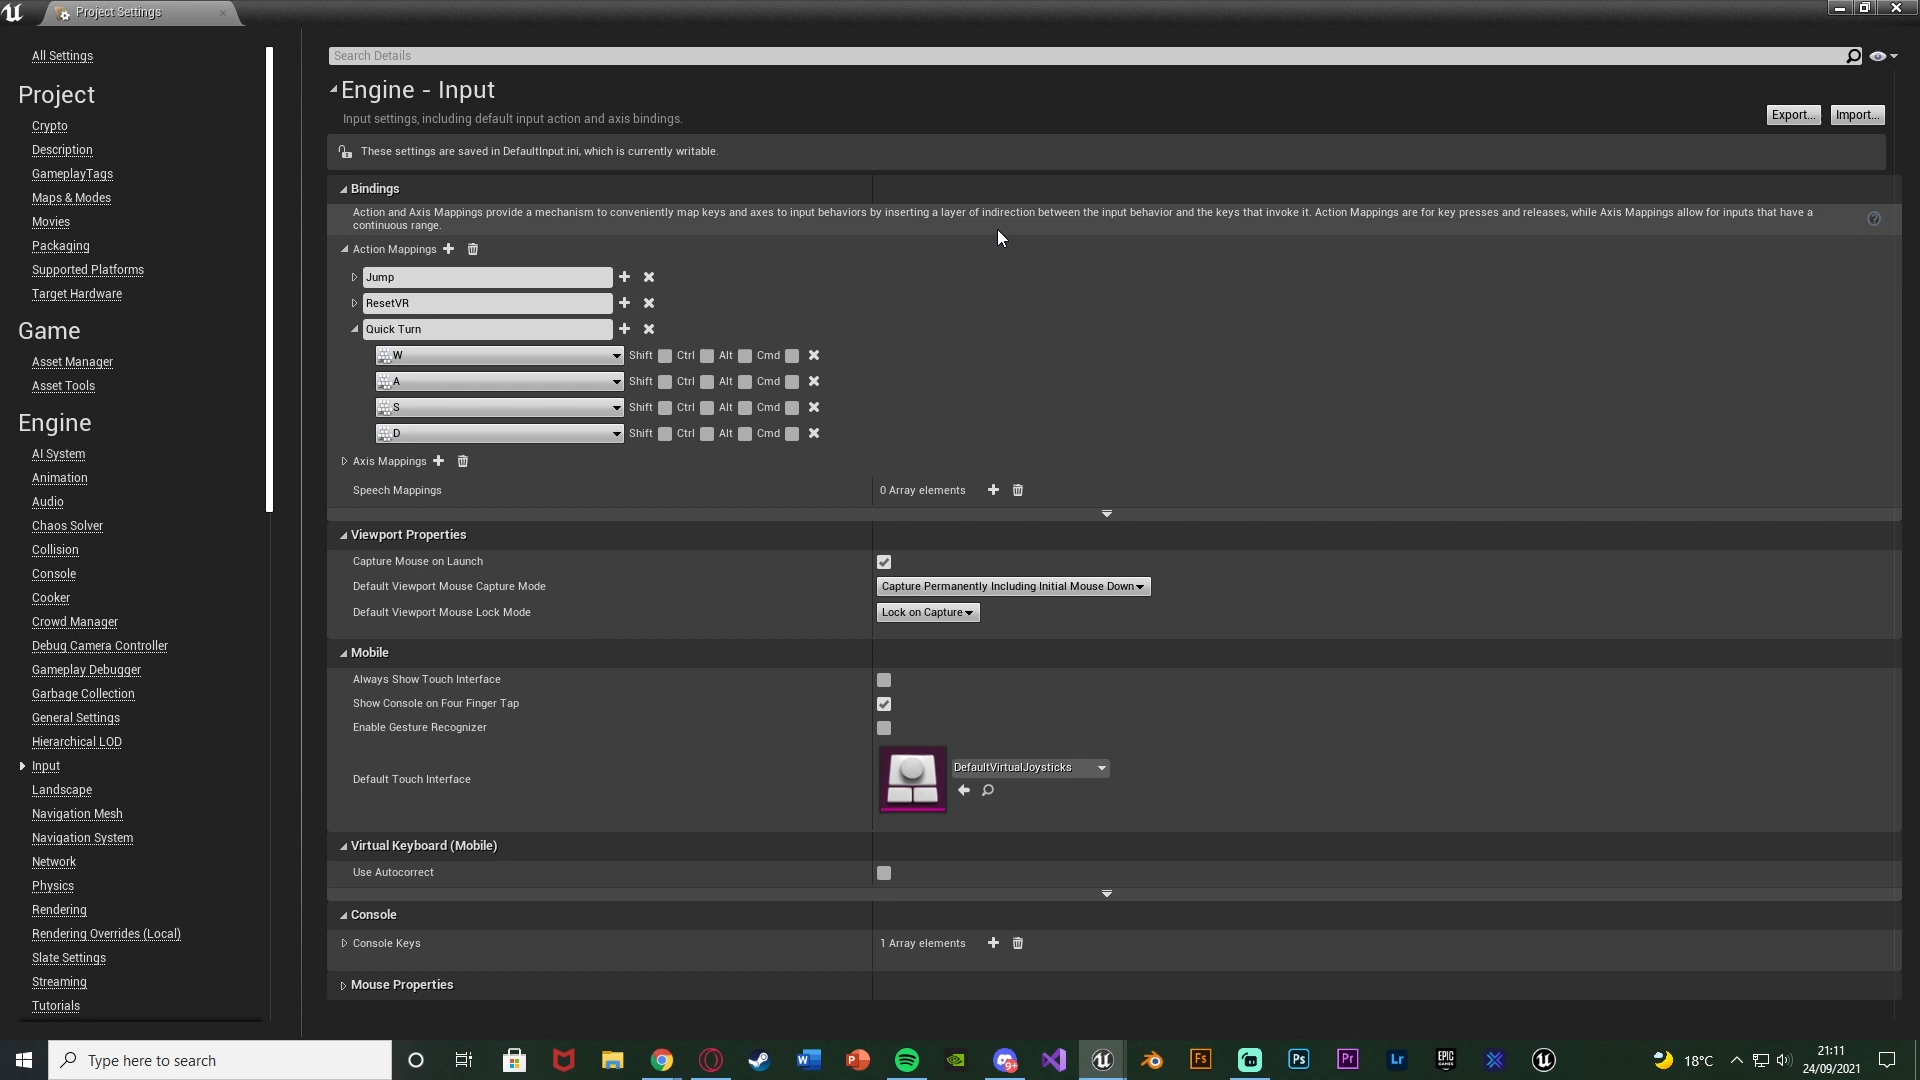 Project Settings
All Settings
Project
Crypto
Description
GameplayTags
Maps & Modes
Movies
Packaging
Supported Platforms
Target Hardware
Game
Asset Manager
Asset Tools
Engine
AI System
Animation
Audio
Chaos Solver
Collision
Console
Cooker
Crowd Manager
Debug Camera Controller
Gameplay Debugger
Garbage Collection
General Settings
Hierarchical LOD
Input
Landscape
Navigation Mesh
Navigation System
Network
Physics
Rendering
Rendering Overrides (Local)
Slate Settings
Streaming
Tutorials
Search Details
Engine - Input
Input settings, including default input action and axis bindings.
Export... Import...
These settings are saved in DefaultInput.ini, which is currently writable.
Bindings
Action and Axis Mappings provide a mechanism to conveniently map keys and axes to input behaviors by inserting a layer of indirection between the input behavior and the keys that invoke it. Action Mappings are for key presses and releases, while Axis Mappings allow for inputs that have a
continuous range.
Action Mappings
Jump
ResetVR
Quick Turn
W Shift Ctrl Alt Cmd
A Shift Ctrl Alt Cmd
S Shift Ctrl Alt Cmd
D Shift Ctrl Alt Cmd
Axis Mappings
Speech Mappings 0 Array elements
Viewport Properties
Capture Mouse on Launch
Default Viewport Mouse Capture Mode Capture Permanently Including Initial Mouse Down
Default Viewport Mouse Lock Mode Lock on Capture
Mobile
Always Show Touch Interface
Show Console on Four Finger Tap
Enable Gesture Recognizer
Default Touch Interface DefaultVirtualJoysticks
Virtual Keyboard (Mobile)
Use Autocorrect
Console
Console Keys 1 Array elements
Mouse Properties
Type here to search
W P 9+ Fs Ps Pr Lr EPIC GAMES
18°C
21:11
24/09/2021